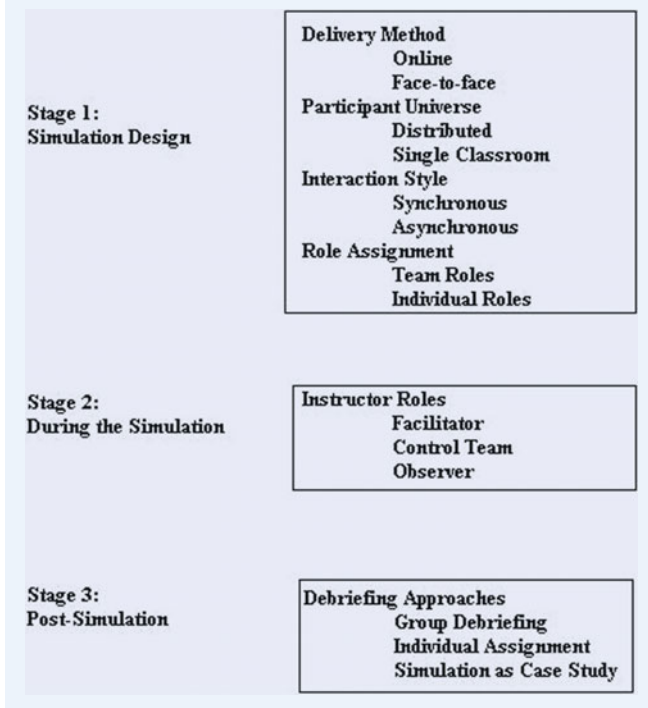 Stage 1:
Simulation Design
Delivery Method
Online
Face-to-face
Participant Universe
Distributed
Single Classroom
Interaction Style
Synchronous
Asynchronous
Role Assignment
Team Roles
Individual Roles
Stage 2:
During the Simulation
Instructor Roles
Facilitator
Control Team
Observer
Stage 3:
Post-Simulation
Debriefing Approaches
Group Debriefing
Individual Assignment
Simulation as Case Study